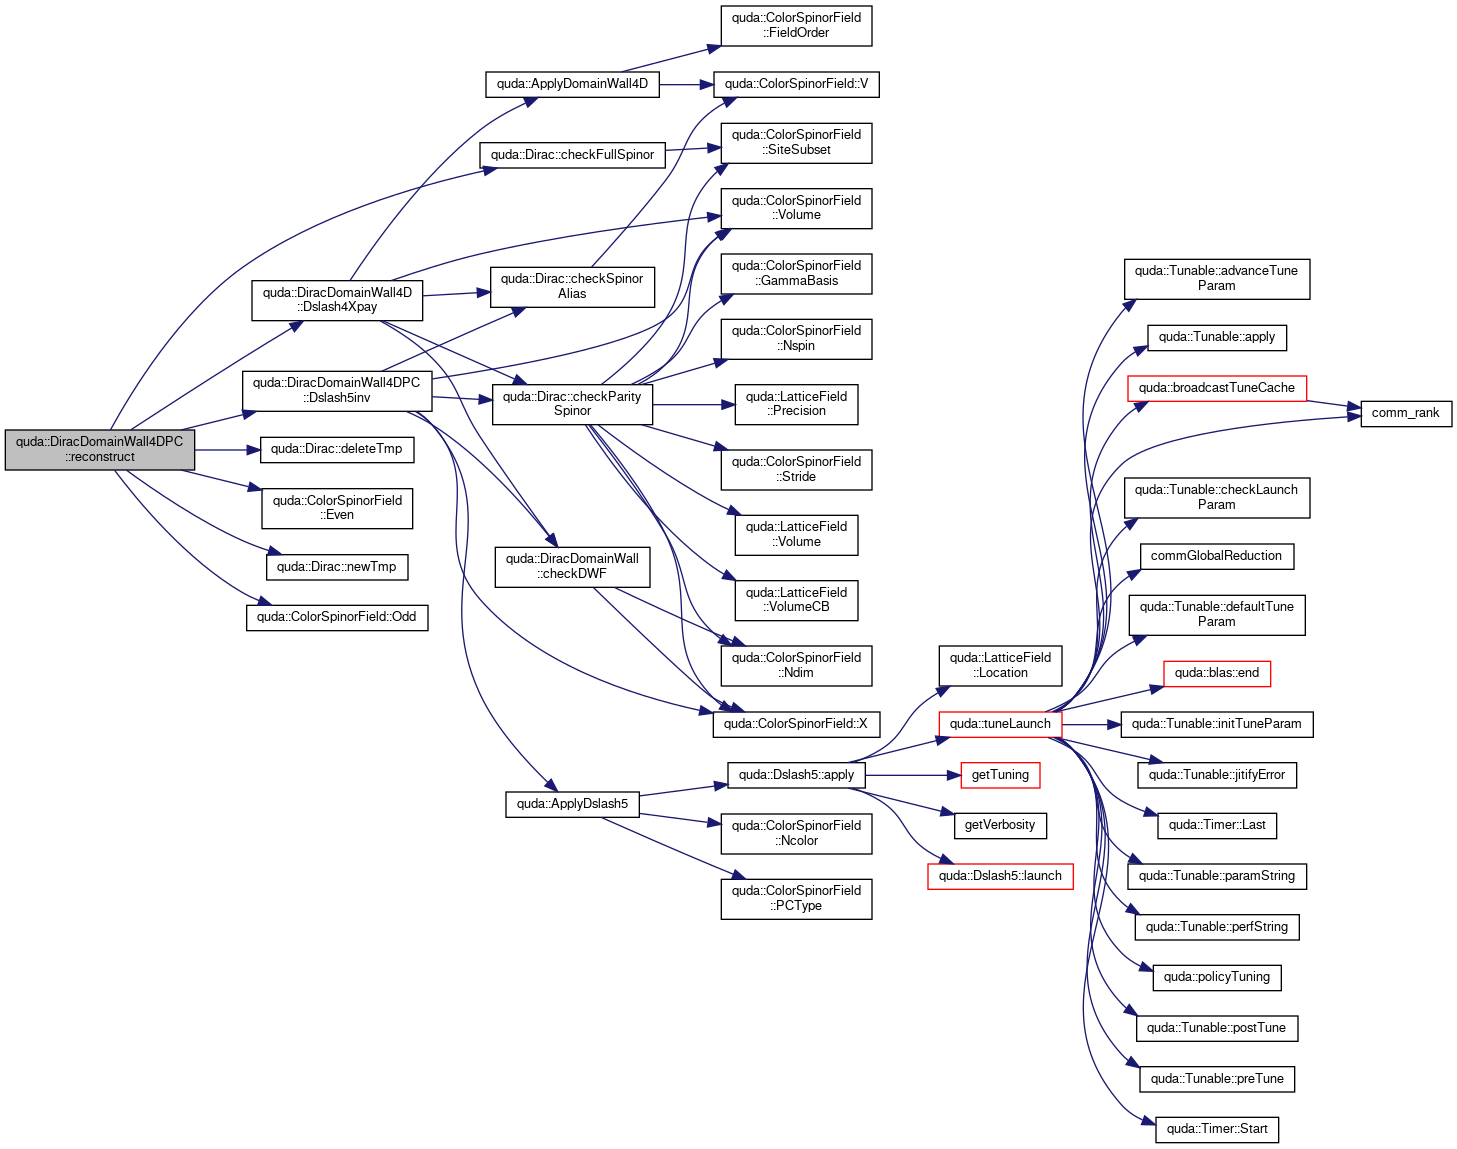 quda::DiracDomainWall4DPC
::reconstruct
quda::Dirac::checkFullSpinor
quda::DiracDomainWall4D
::Dslash4Xpay
quda::DiracDomainWall4DPC
::Dslash5inv
quda::Dirac::deleteTmp
quda::ColorSpinorField
::Even
quda::Dirac::newTmp
quda::ColorSpinorField::Odd
quda::ApplyDomainWall4D
quda::Dirac::checkSpinor
Alias
quda::Dirac::checkParity
Spinor
quda::DiracDomainWall
::checkDWF
quda::ApplyDslash5
quda::ColorSpinorField
::FieldOrder
quda::ColorSpinorField::V
quda::ColorSpinorField
::SiteSubset
quda::ColorSpinorField
::Volume
quda::ColorSpinorField
::GammaBasis
quda::ColorSpinorField
::Nspin
quda::LatticeField
::Precision
quda::ColorSpinorField
::Stride
quda::LatticeField
::Volume
quda::LatticeField
::VolumeCB
quda::ColorSpinorField
::Ndim
quda::ColorSpinorField::X
quda::Dslash5::apply
quda::ColorSpinorField
::Ncolor
quda::ColorSpinorField
::PCType
quda::LatticeField
::Location
quda::tuneLaunch
getTuning
getVerbosity
quda::Dslash5::launch
quda::Tunable::advanceTune
Param
quda::Tunable::apply
quda::broadcastTuneCache
comm_rank
quda::Tunable::checkLaunch
Param
commGlobalReduction
quda::Tunable::defaultTune
Param
quda::blas::end
quda::Tunable::initTuneParam
quda::Tunable::jitifyError
quda::Timer::Last
quda::Tunable::paramString
quda::Tunable::perfString
quda::policyTuning
quda::Tunable::postTune
quda::Tunable::preTune
quda::Timer::Start